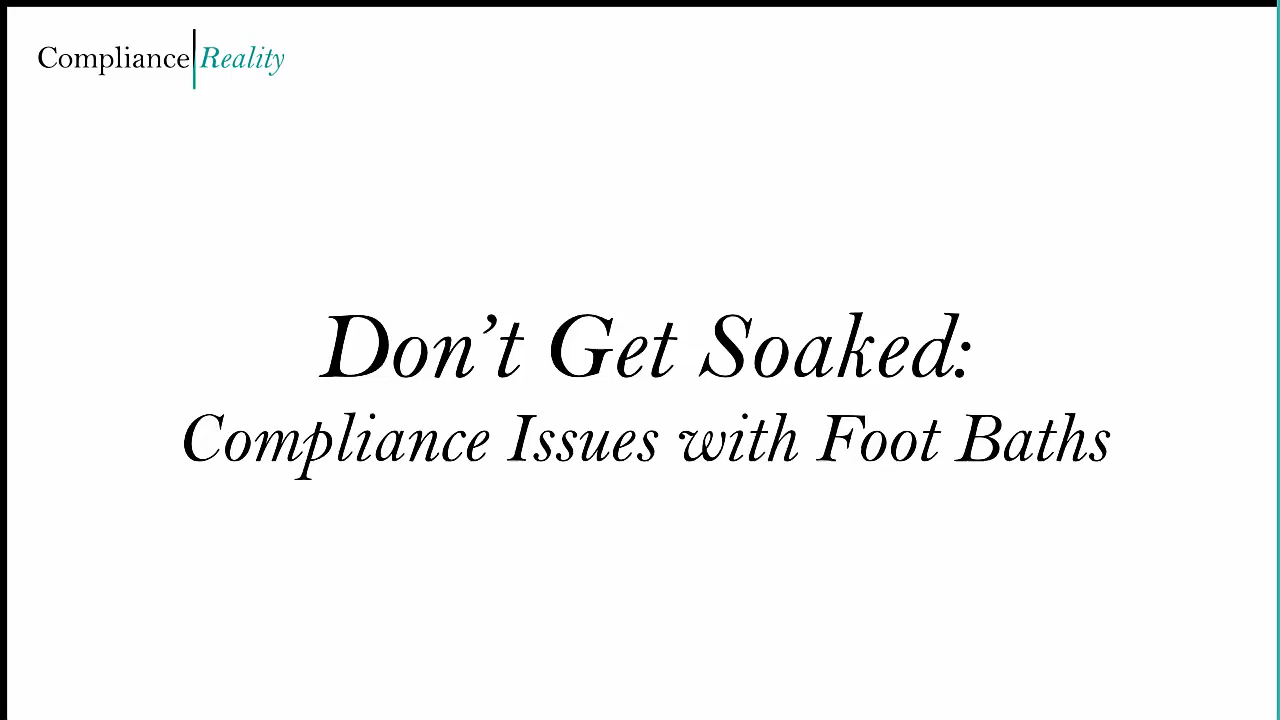 Compliance Reality
Don't Get Soaked:
Compliance Issues with Foot Baths